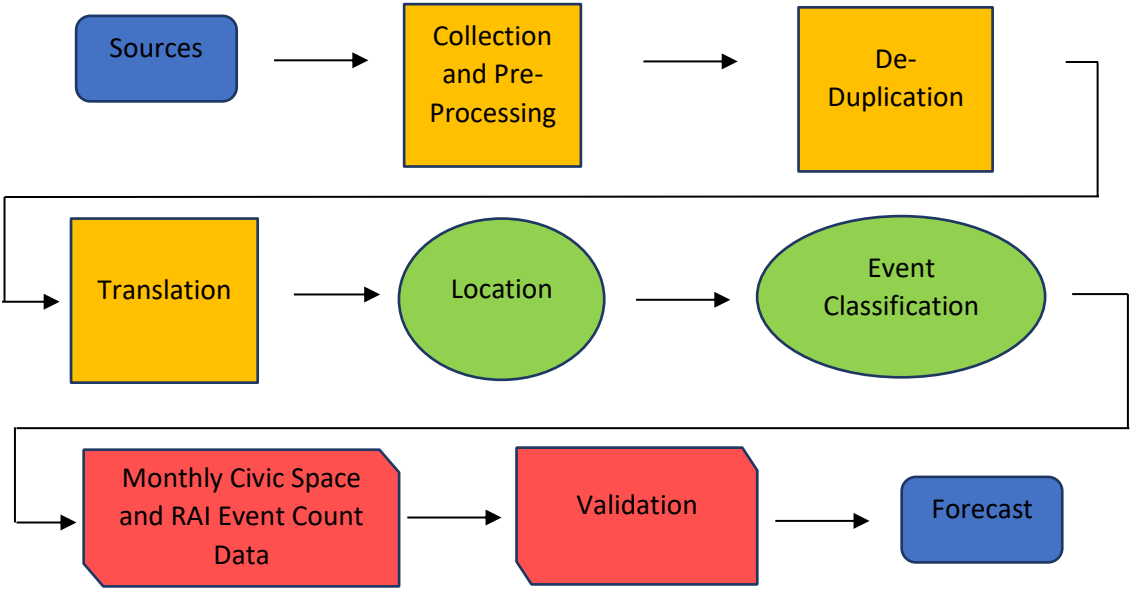 Sources
Collection
and Pre-
Processing
De-
Duplication
Translation
Location
Event
Classification
Monthly Civic Space
and RAI Event Count
Data
Validation
Forecast